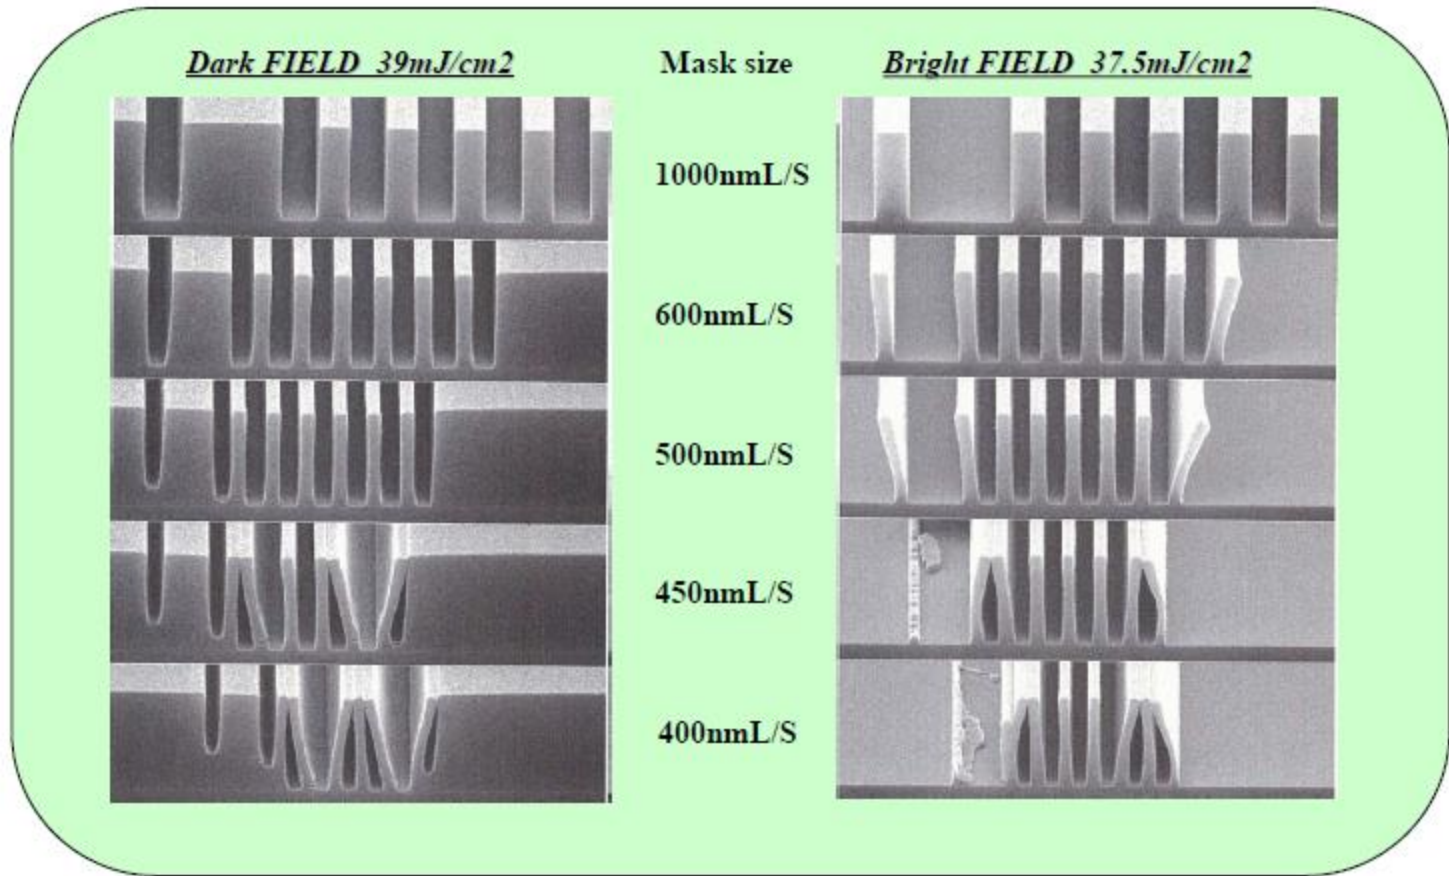 Dark FIELD 39mJ/cm2
Mask size
Bright FIELD 37.5mJ/cm2
1000nmL/S
600nmL/S
500nmL/S
450nmL/S
400nmL/S